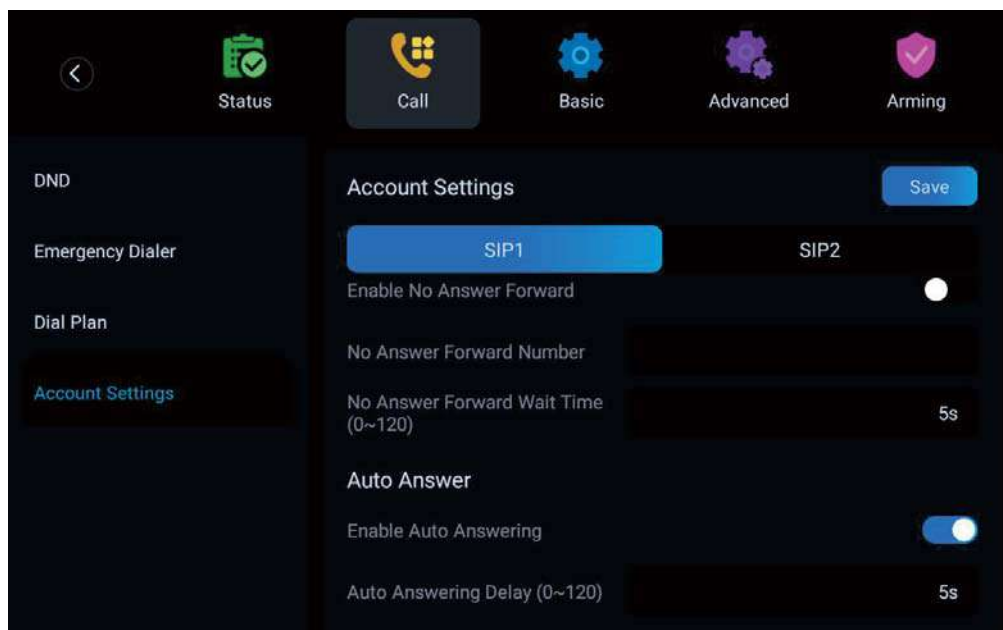 Status
Call
Basic
Advanced
Arming
DND
Emergency Dialer
Dial Plan
Account Settings
Account Settings
Save
SIP1
SIP2
Enable No Answer Forward
No Answer Forward Number
No Answer Forward Wait Time
(0~120)
5s
Auto Answer
Enable Auto Answering
Auto Answering Delay (0~120)
5s